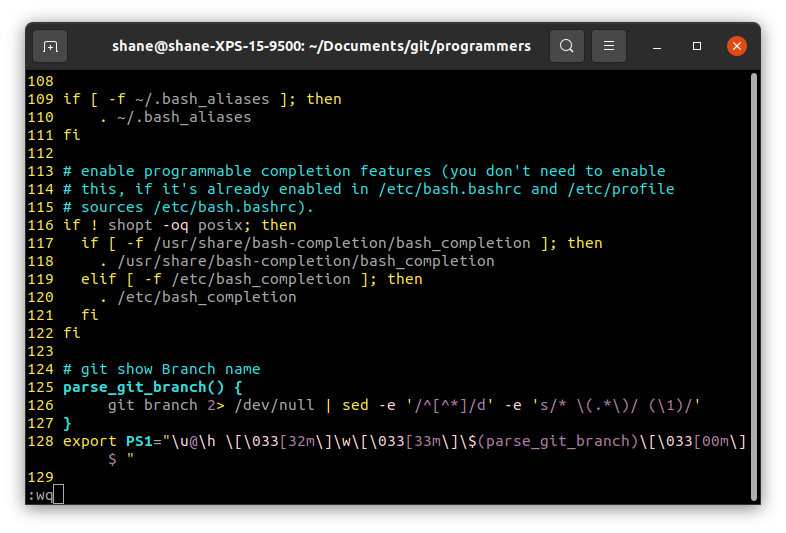 shane@shane-XPS-15-9500: ~/Documents/git/programmers
108
109 if [ -f ~/.bash_aliases ]; then
110     . ~/.bash_aliases
111 fi
112
113 # enable programmable completion features (you don't need to enable
114 # this, if it's already enabled in /etc/bash.bashrc and /etc/profile
115 # sources /etc/bash.bashrc).
116 if ! shopt -oq posix; then
117   if [ -f /usr/share/bash-completion/bash_completion ]; then
118     . /usr/share/bash-completion/bash_completion
119   elif [ -f /etc/bash_completion ]; then
120     . /etc/bash_completion
121   fi
122 fi
123
124 # git show Branch name
125 parse_git_branch() {
126      git branch 2> /dev/null | sed -e '/^[^*]/d' -e 's/* \(.*\)/ (\1)/'
127 }
128 export PS1="\u@\h \[\033[32m\]\w\[\033[33m\]\$(parse_git_branch)\[\033[00m\]
$ "
129
:wq